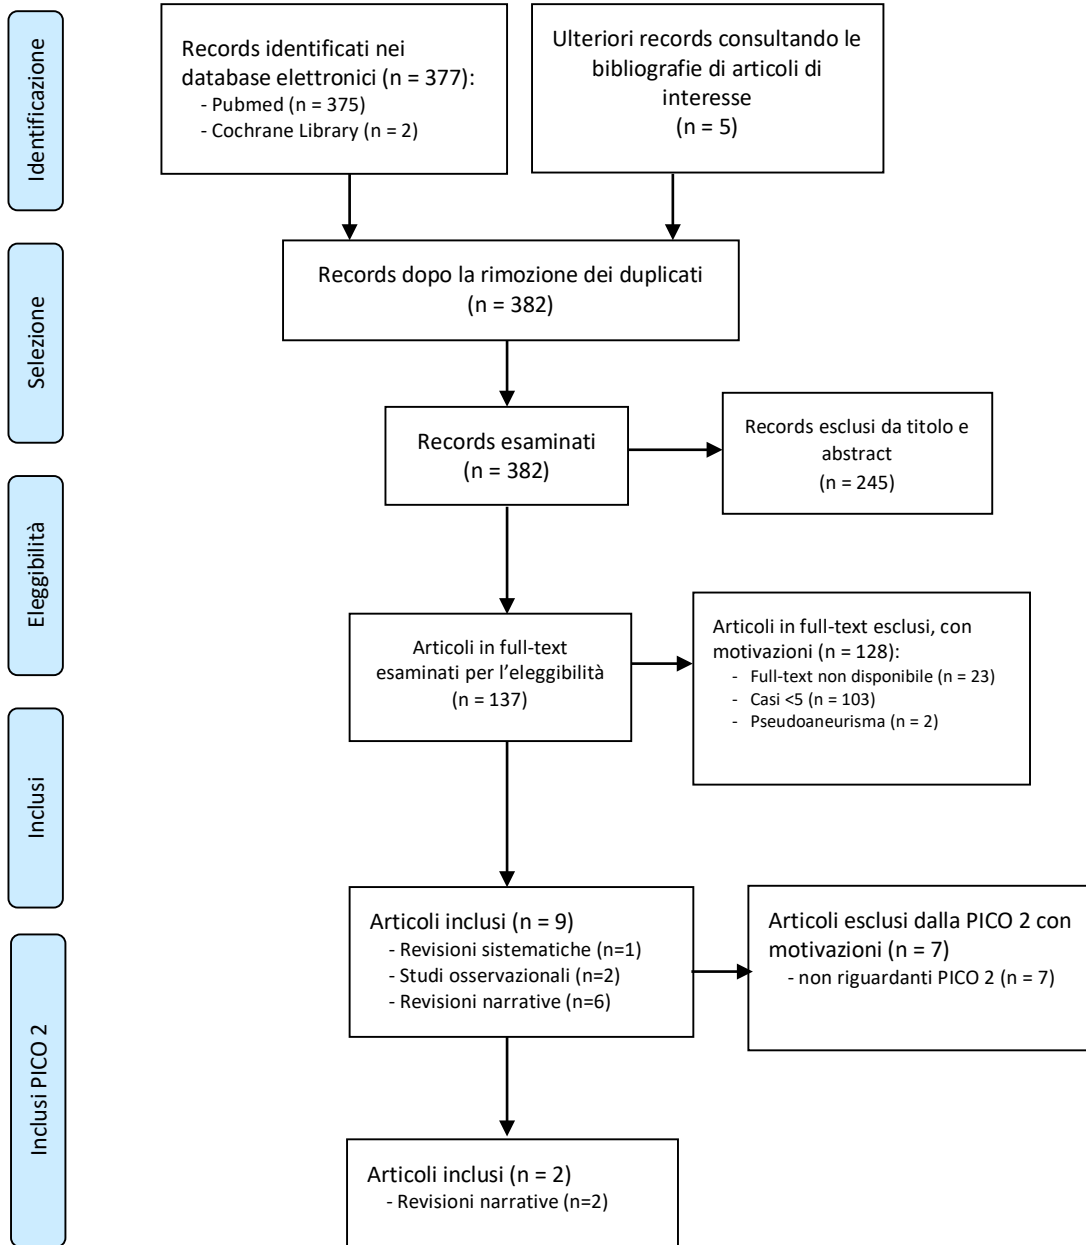 Identificazione
Records identificati nei
database elettronici (n = 377):
- Pubmed (n = 375)
- Cochrane Library (n = 2)
Ulteriori records consultando le
bibliografie di articoli di
interesse
(n = 5)
Selezione
Records dopo la rimozione dei duplicati
(n = 382)
Records esaminati
(n = 382)
Records esclusi da titolo e
abstract
(n = 245)
Eleggibilità
Articoli in full-text
esaminati per l'eleggibilità
(n = 137)
Articoli in full-text esclusi, con
motivazioni (n = 128):
- Full-text non disponibile (n = 23)
- Casi <5 (n = 103)
- Pseudoaneurisma (n = 2)
Inclusi
Articoli inclusi (n = 9)
- Revisioni sistematiche (n=1)
- Studi osservazionali (n=2)
- Revisioni narrative (n=6)
Articoli esclusi dalla PICO 2 con
motivazioni (n = 7)
- non riguardanti PICO 2 (n = 7)
Inclusi PICO 2
Articoli inclusi (n = 2)
- Revisioni narrative (n=2)